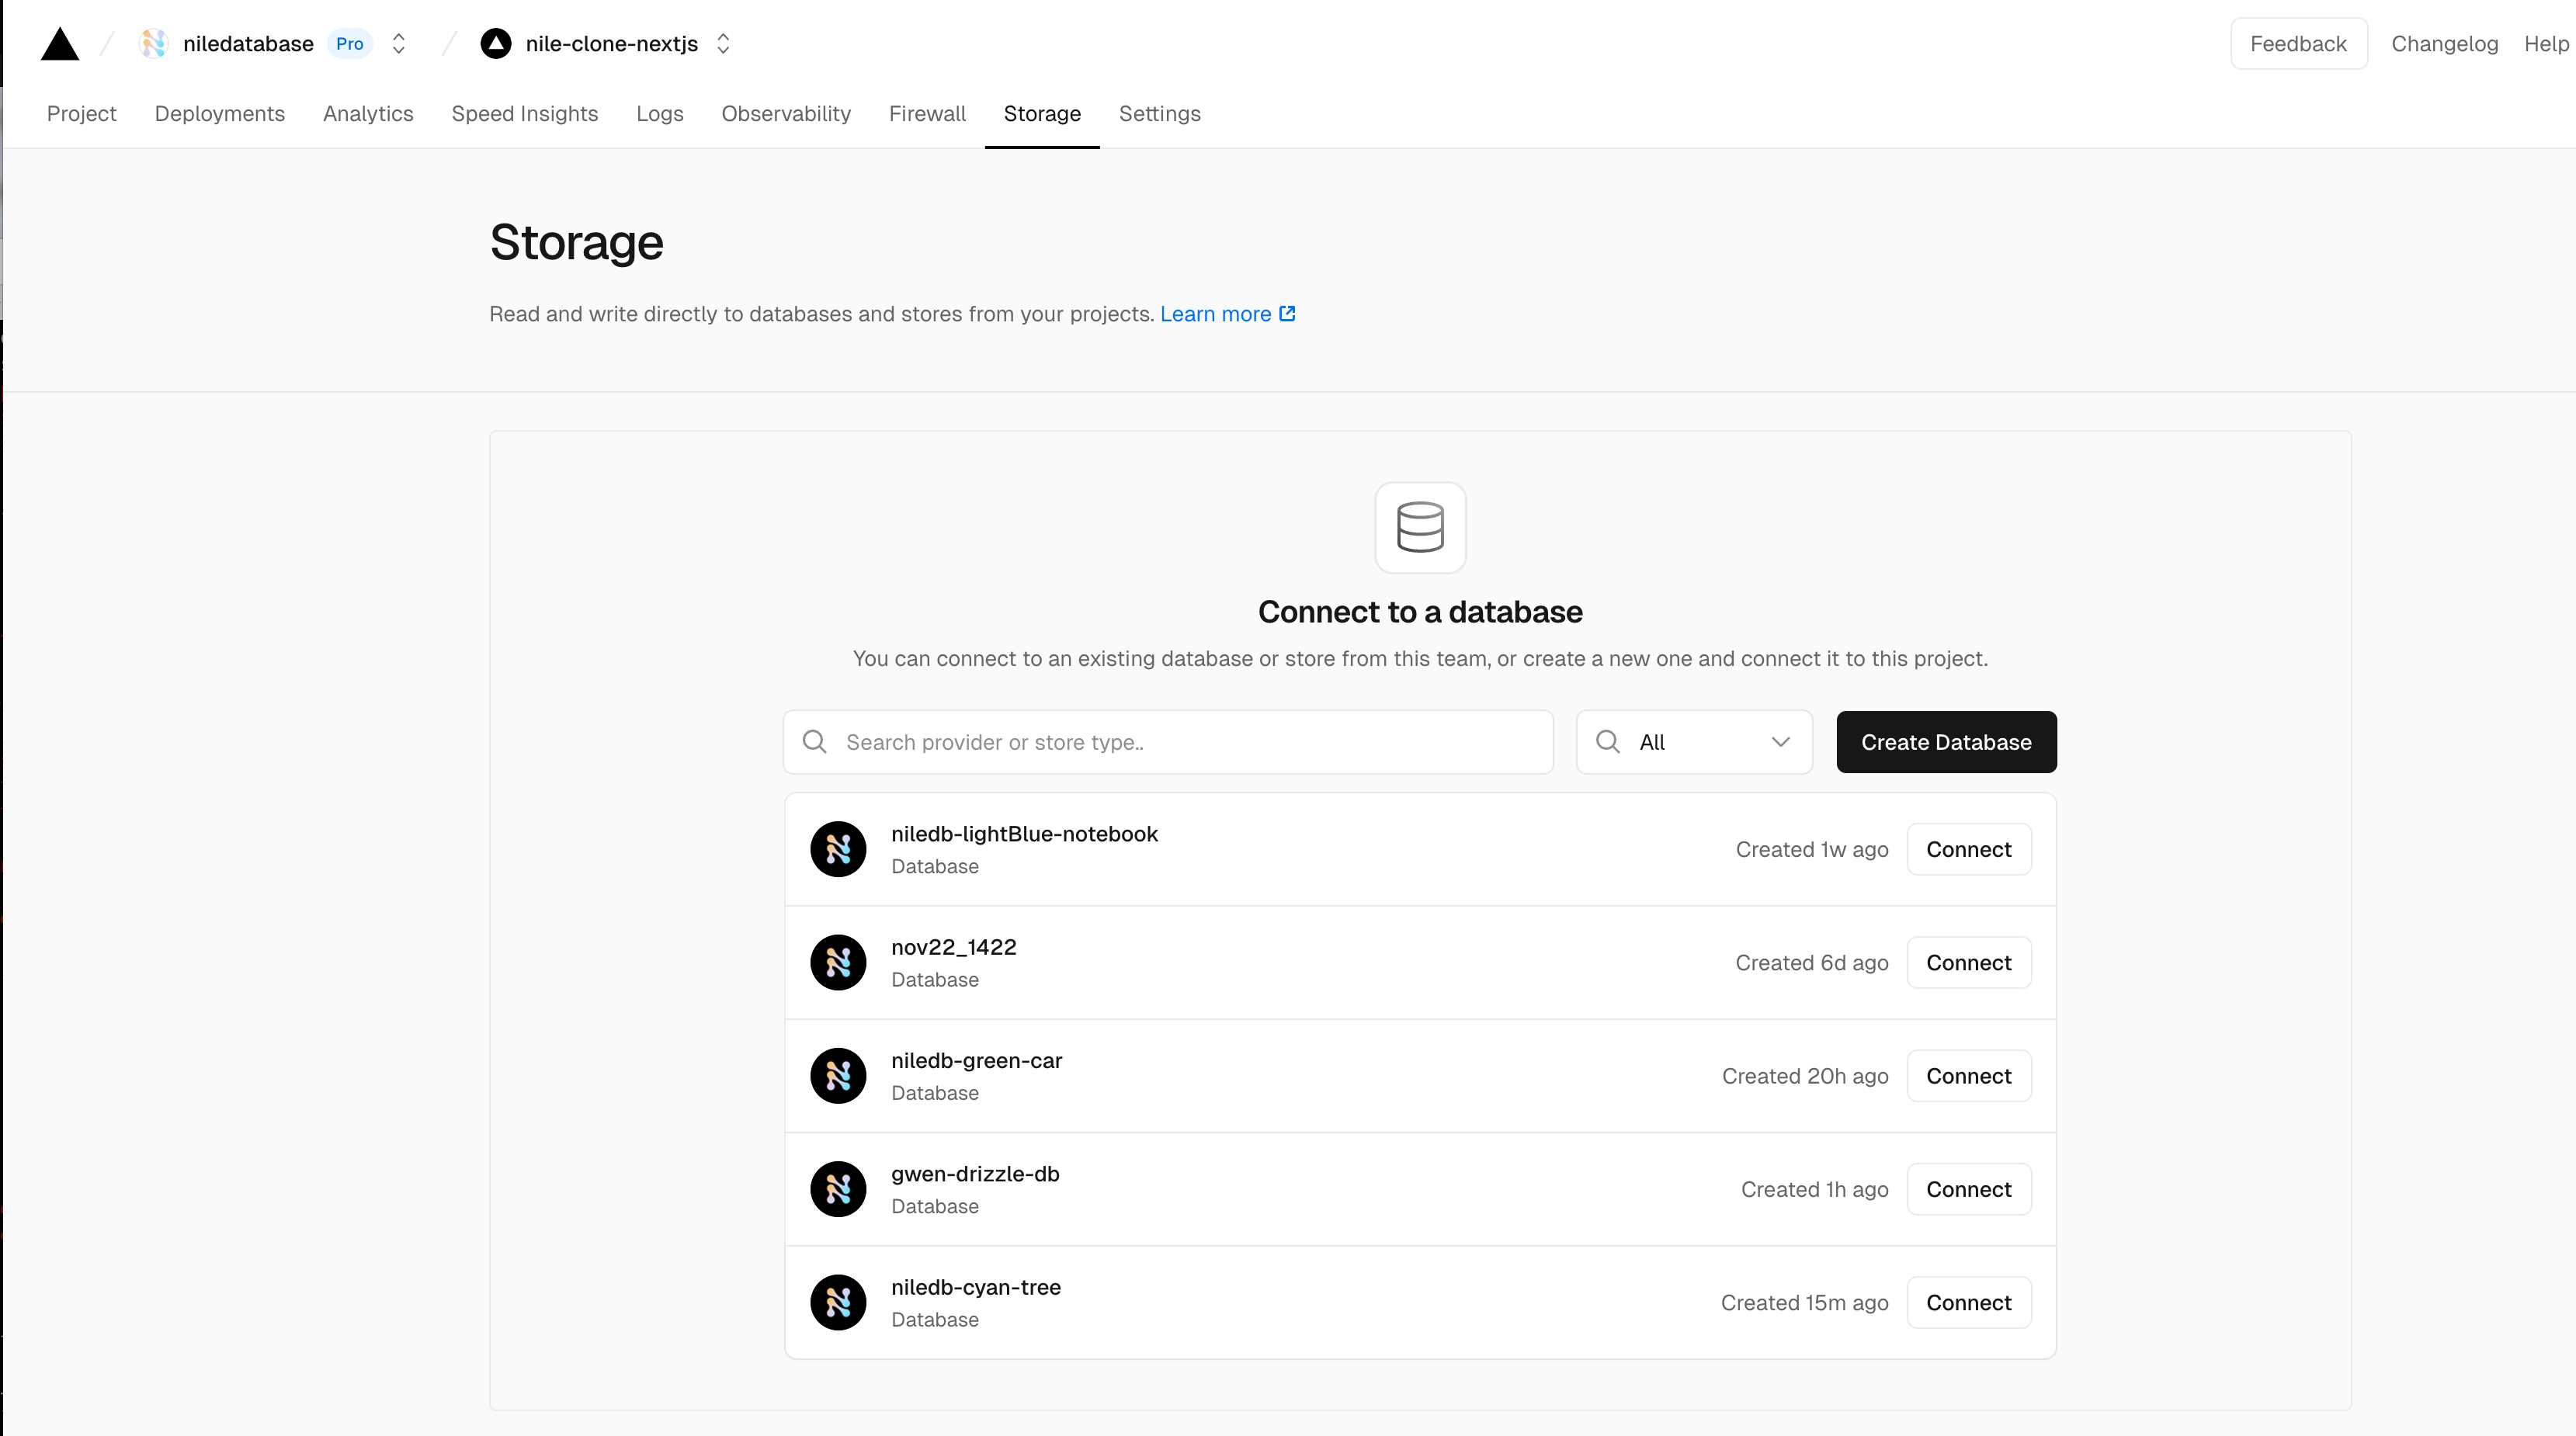 niledatabase Pro nile-clone-nextjs Feedback Changelog Help
Project Deployments Analytics Speed Insights Logs Observability Firewall Storage Settings
Storage
Read and write directly to databases and stores from your projects. Learn more
Connect to a database
You can connect to an existing database or store from this team, or create a new one and connect it to this project.
Search provider or store type.. All Create Database
niledb-lightBlue-notebook
Database
Created 1w ago Connect
nov22_1422
Database
Created 6d ago Connect
niledb-green-car
Database
Created 20h ago Connect
gwen-drizzle-db
Database
Created 1h ago Connect
niledb-cyan-tree
Database
Created 15m ago Connect